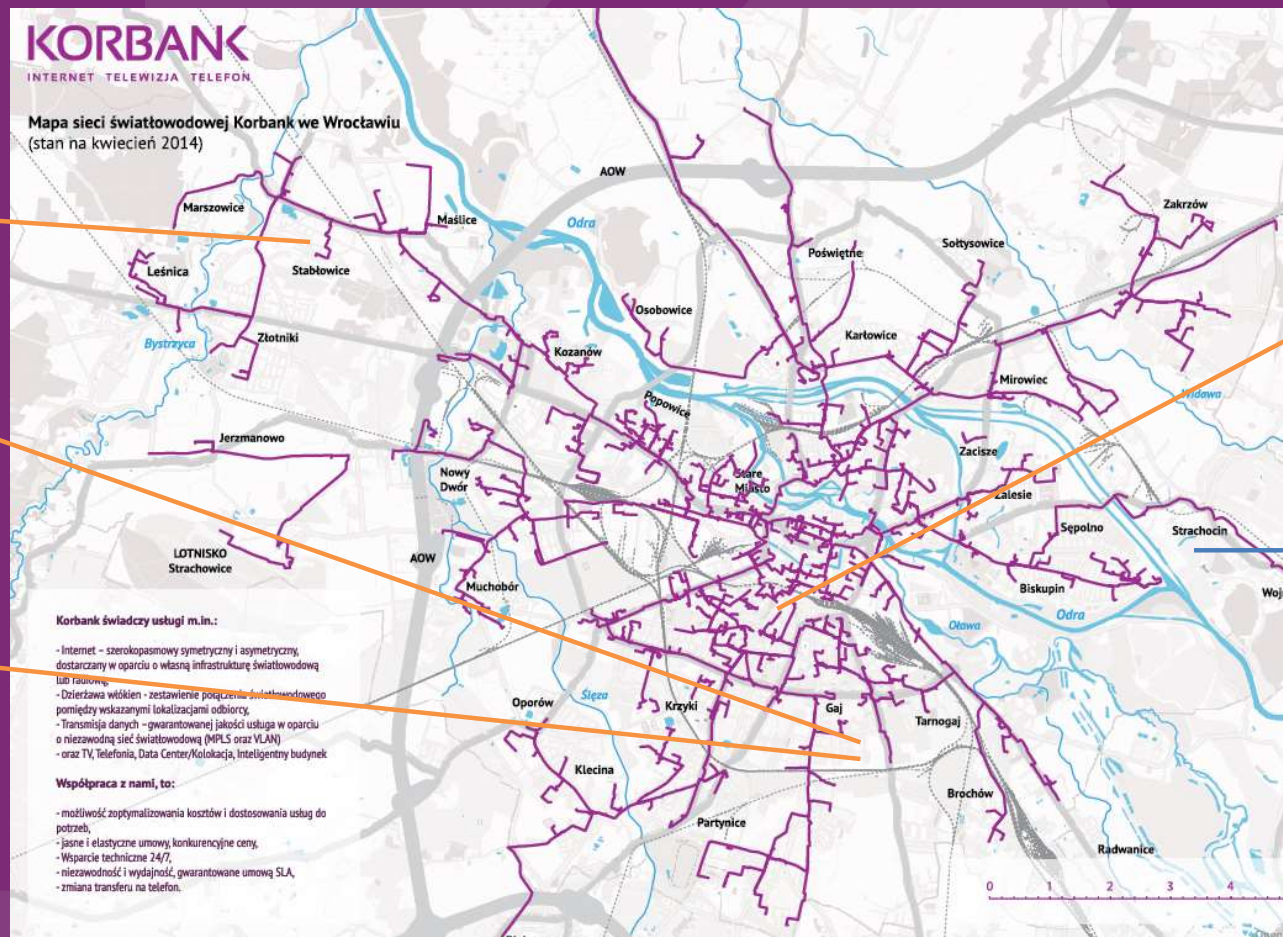 KORBANK
INTERNET TELEWIZJA TELEFON
Mapa sieci światłowodowej Korbank we Wrocławiu
(stan na kwiecień 2014)
AOW
Marszowice
Maślice
Odra
Zakrzów
Poświętne
Sołtysowice
Leśnica
Stabłowice
Osobowice
Bystrzyca
Złotniki
Kozanów
Karłowice
Mirowiec
Widawa
Popowice
Jerzmanowo
Nowy
Dwór
Stare
Miasto
Zacisze
Zalesie
Sępolno
Strachocin
LOTNISKO
Strachowice
AOW
Muchobór
Biskupin
Odra
Oława
Korbank świadczy usługi m.in.:
- Internet – szerokopasmowy symetryczny i asymetryczny,
dostarczany w oparciu o własną infrastrukturę światłowodową
lub radiową,
- Dzierżawa włókien - zestawienie połączenia światłowodowego
pomiędzy wskazanymi lokalizacjami odbiorcy,
- Transmisja danych – gwarantowanej jakości usługa w oparciu
o niezawodną sieć światłowodową (MPLS oraz VLAN)
- oraz TV, Telefonia, Data Center/Kolokacja, Inteligentny budynek
Współpraca z nami, to:
- możliwość zoptymalizowania kosztów i dostosowania usług do
potrzeb,
- jasne i elastyczne umowy, konkurencyjne ceny,
- Wsparcie techniczne 24/7,
- niezawodność i wydajność, gwarantowane umową SLA,
- zmiana transferu na telefon.
Oporów
Ślęza
Krzyki
Gaj
Tarnogaj
Klecina
Partynice
Brochów
Radwanice
0 1 2 3 4